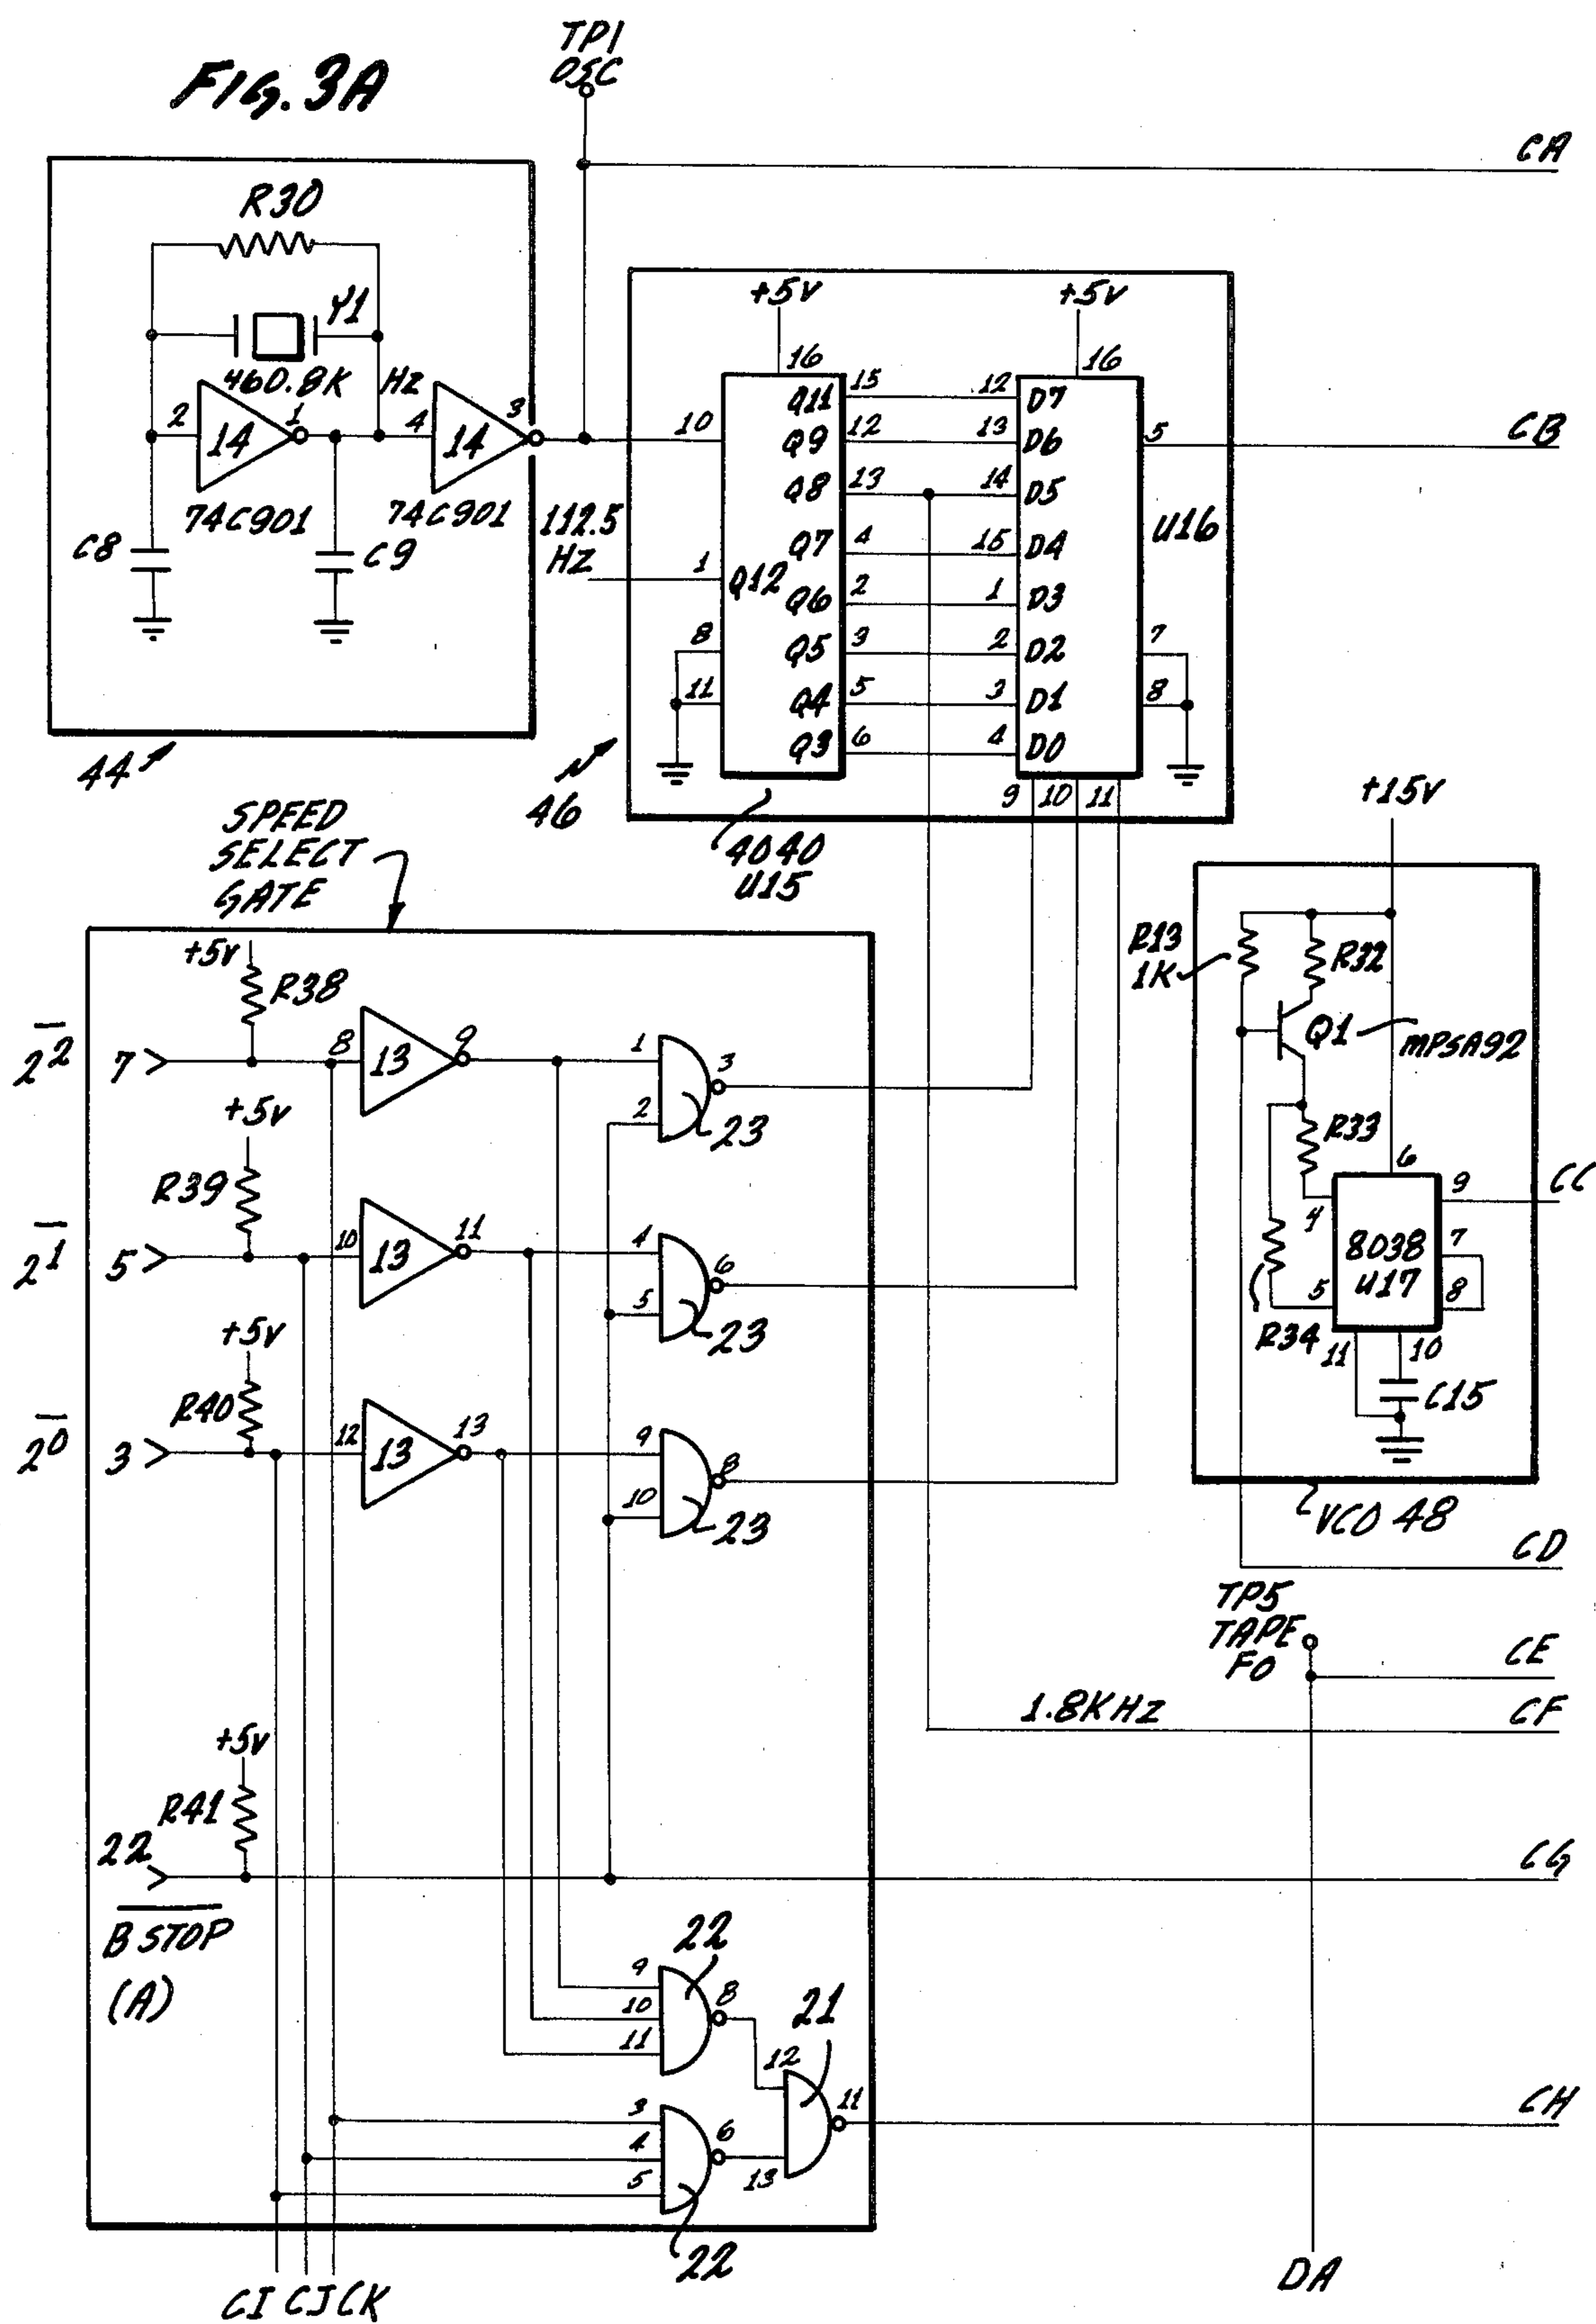 FIG. 3A
TP1
OSC
CA
R30
Y1
460.8K Hz
2
14
1
4
14
3
74C901
74C901
C8
C9
44
112.5
HZ
+5V
+5V
16
16
10
1
Q12
8
11
Q11
15
12
D7
Q9
12
13
D6
Q8
13
14
D5
Q7
4
15
D4
Q6
2
1
D3
Q5
3
2
D2
Q4
5
3
D1
Q3
6
4
D0
5
CB
U16
7
8
9
10
11
46
4040
U15
SPEED
SELECT
GATE
+5V
R38
2̅²
7
8
13
9
1
2
3
23
+5V
R39
2̅¹
5
10
13
11
4
5
6
23
+5V
R40
2̅⁰
3
12
13
13
9
10
8
23
+15V
R13
1K
R32
Q1
MPSA92
R33
6
4
9
CC
8038
U17
7
8
5
R34
11
10
C15
VCO 48
CD
TP5
TAPE
FO
CE
1.8KHZ
CF
+5V
R41
22
CG
B STOP
(A)
22
9
10
11
8
21
12
11
CH
3
4
5
6
13
22
CI CJ CK
DA